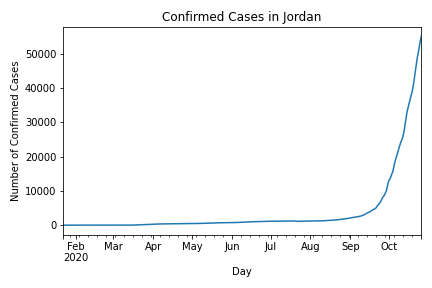 Confirmed Cases in Jordan
Number of Confirmed Cases
50000
40000
30000
20000
10000
0
Feb Mar Apr May Jun Jul Aug Sep Oct
2020
Day